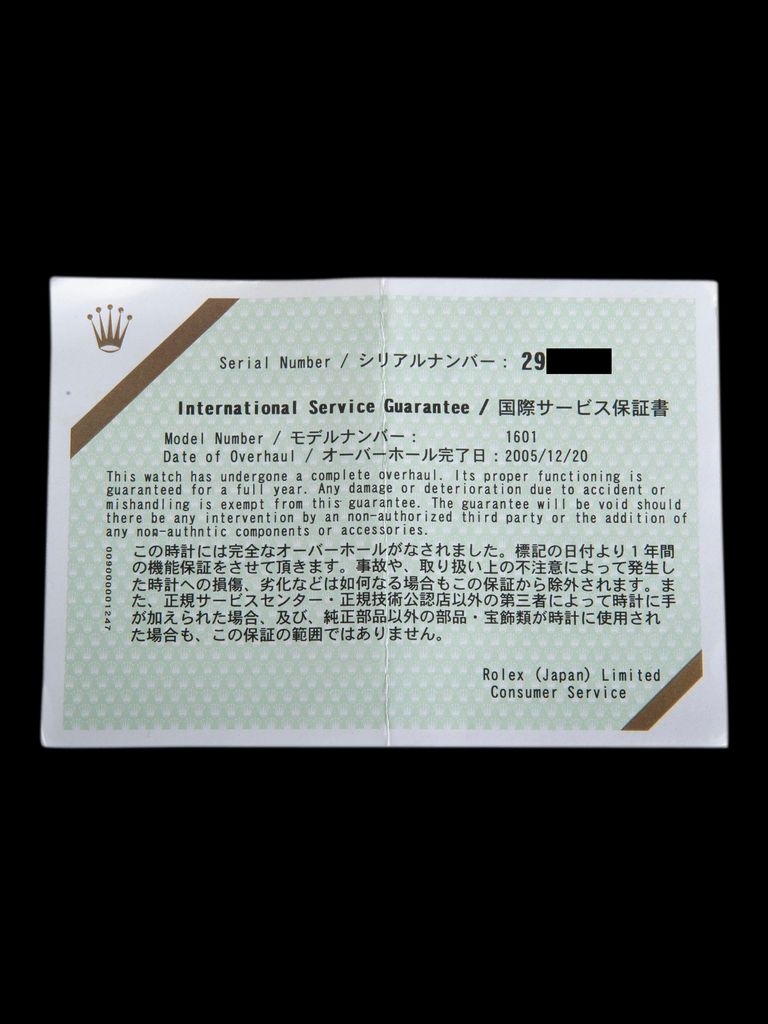 Serial Number / シリアルナンバー : 29
International Service Guarantee / 国際サービス保証書
Model Number / モデルナンバー : 1601
Date of Overhaul / オーバーホール完了日 : 2005/12/20
This watch has undergone a complete overhaul. Its proper functioning is
guaranteed for a full year. Any damage or deterioration due to accident or
mishandling is exempt from this guarantee. The guarantee will be void should
there be any intervention by an non-authorized third party or the addition of
any non-authntic components or accessories.
この時計には完全なオーバーホールがなされました。標記の日付より1年間
の機能保証をさせて頂きます。事故や、取り扱い上の不注意によって発生し
た時計への損傷、劣化などは如何なる場合もこの保証から除外されます。ま
た、正規サービスセンター・正規技術公認店以外の第三者によって時計に手
が加えられた場合、及び、純正部品以外の部品・宝飾類が時計に使用され
た場合も、この保証の範囲ではありません。
009000001247
Rolex (Japan) Limited
Consumer Service